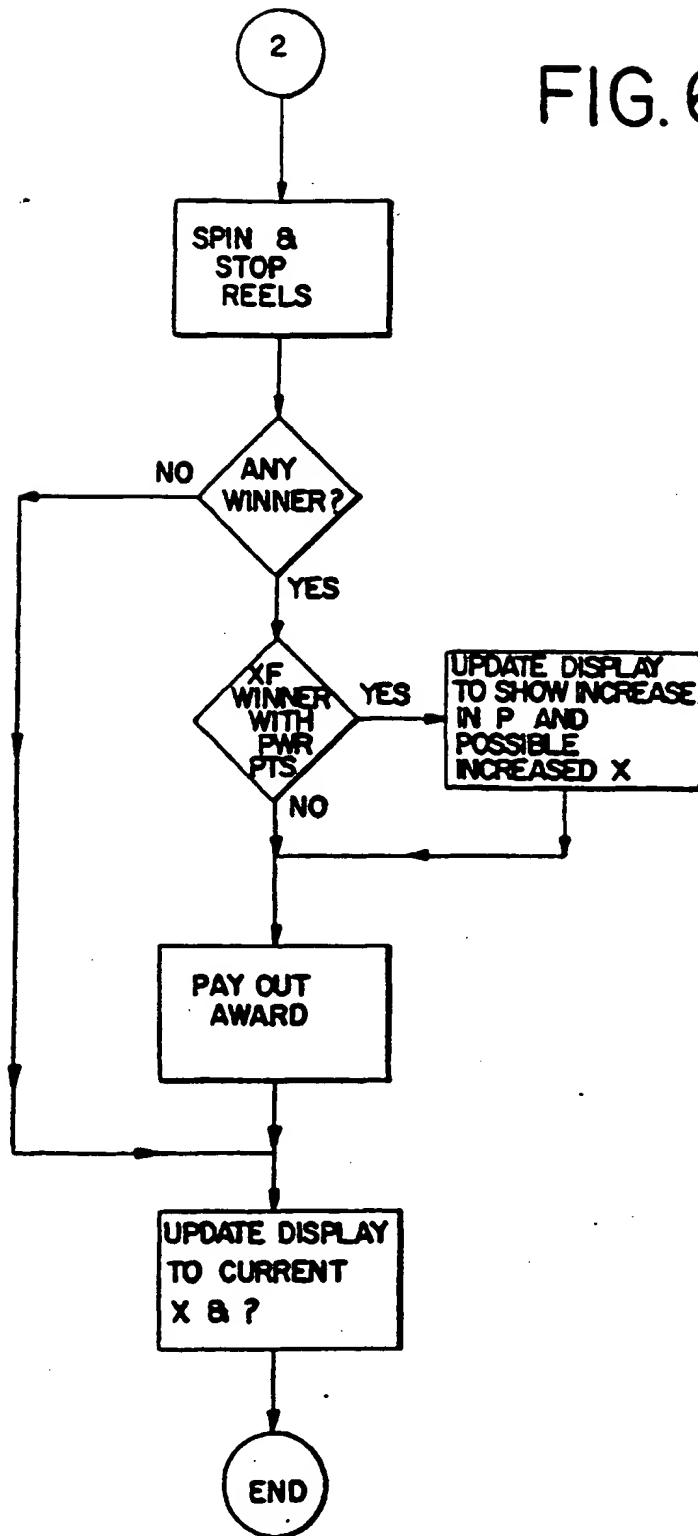 2
FIG. 6
SPIN &
STOP
REELS
NO
ANY
WINNER?
YES
XF
WINNER
WITH
PWR
PTS
YES
UPDATE DISPLAY
TO SHOW INCREASE
IN P AND
POSSIBLE
INCREASED X
NO
PAY OUT
AWARD
UPDATE DISPLAY
TO CURRENT
X & ?
END